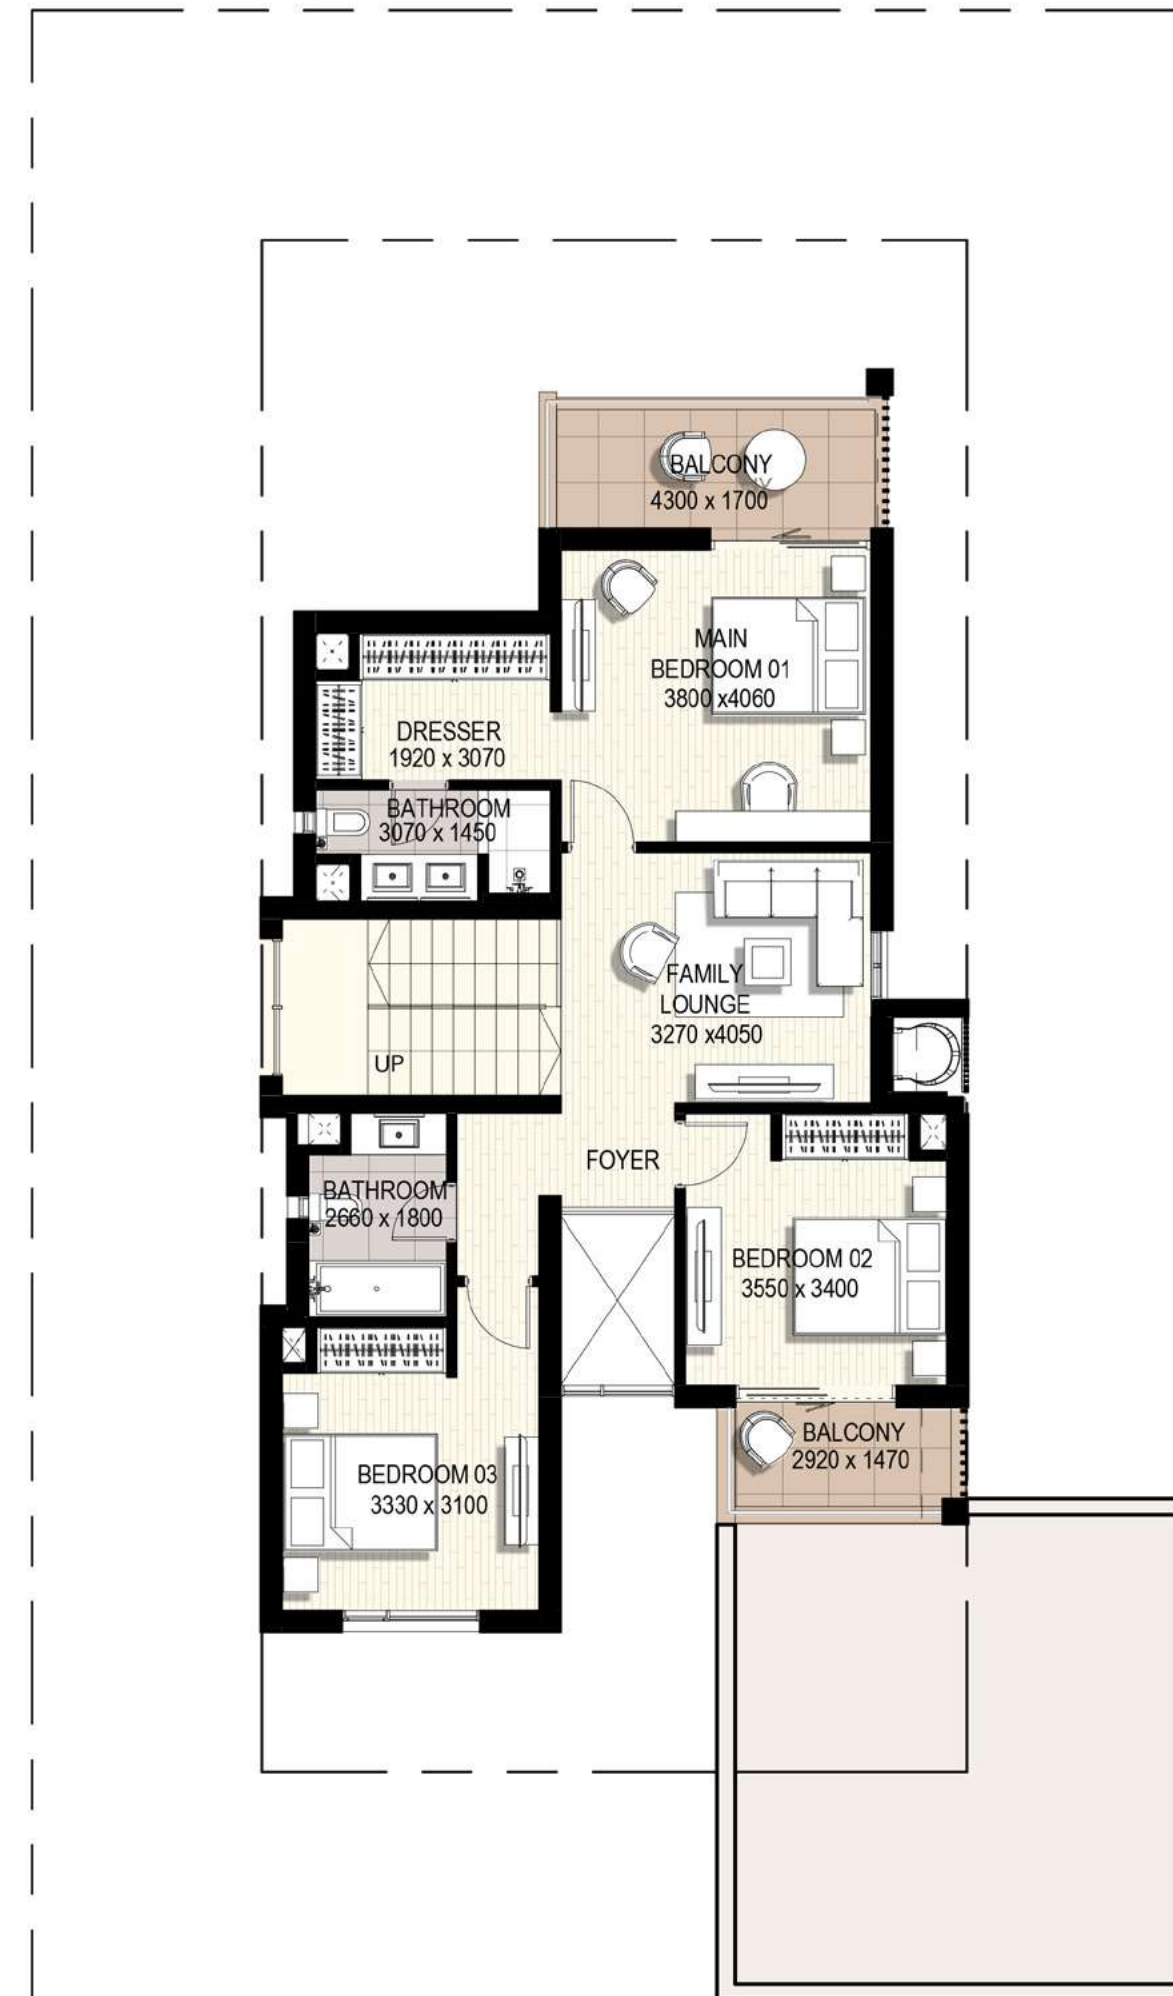 BALCONY
4300 x 1700
MAIN
BEDROOM 01
3800 x4060
DRESSER
1920 x 3070
BATHROOM
3070 x 1450
FAMILY
LOUNGE
3270 x4050
UP
FOYER
BATHROOM
2660 x 1800
BEDROOM 02
3550 x 3400
BALCONY
2920 x 1470
BEDROOM 03
3330 x 3100